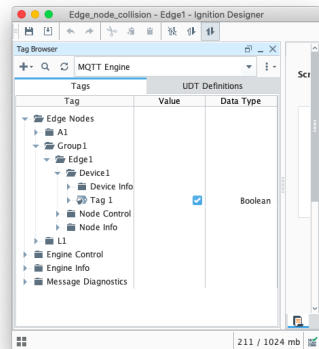 Edge_node_collision - Edge1 - Ignition Designer
Tag Browser
MQTT Engine
Tags UDT Definitions
Tag Value Data Type
Edge Nodes
A1
Group1
Edge1
Device1
Device Info
Tag 1 Boolean
Node Control
Node Info
L1
Engine Control
Engine Info
Message Diagnostics
Scr
211 / 1024 mb